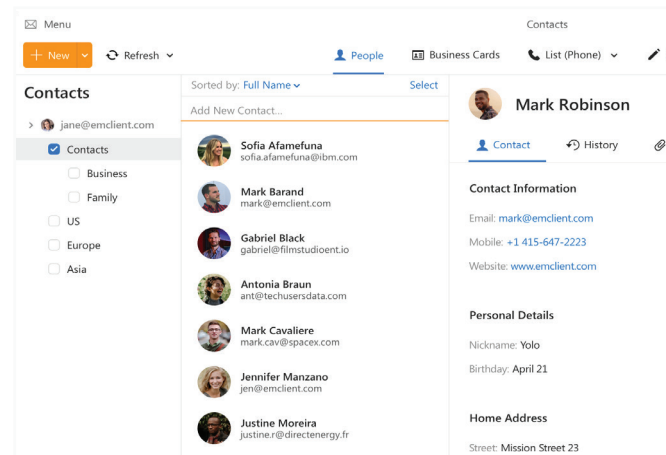 Menu
Contacts
New
Refresh
People
Business Cards
List (Phone)
Contacts
jane@emclient.com
Contacts
Business
Family
US
Europe
Asia
Sorted by: Full Name
Select
Add New Contact...
Sofia Afamefuna
sofia.afamefuna@ibm.com
Mark Barand
mark@emclient.com
Gabriel Black
gabriel@filmstudioent.io
Antonia Braun
ant@techusersdata.com
Mark Cavaliere
mark.cav@spacex.com
Jennifer Manzano
jen@emclient.com
Justine Moreira
justine.r@directenergy.fr
Mark Robinson
Contact
History
Contact Information
Email: mark@emclient.com
Mobile: +1 415-647-2223
Website: www.emclient.com
Personal Details
Nickname: Yolo
Birthday: April 21
Home Address
Street: Mission Street 23